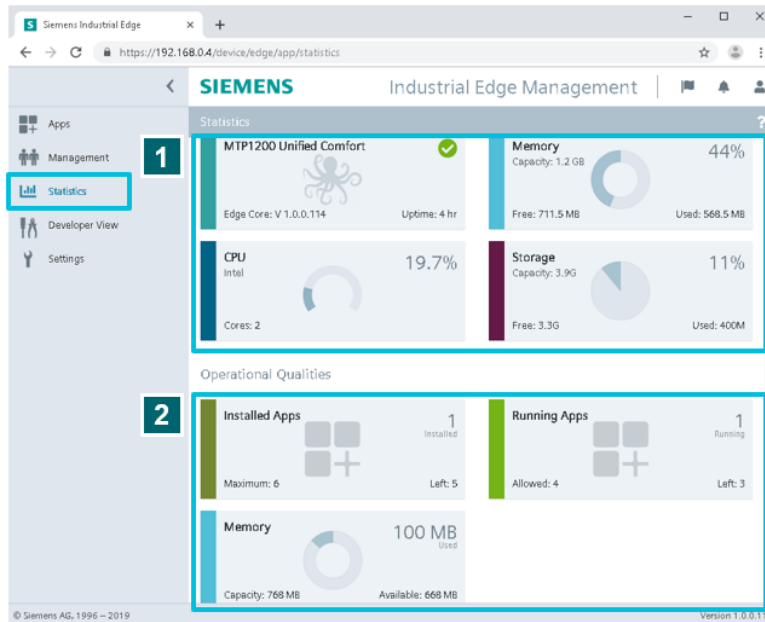 S Siemens Industrial Edge
https://192.168.0.4/device/edge/app/statistics
SIEMENS
Industrial Edge Management
Apps
Management
Statistics
Developer View
Settings
Statistics
?
1
MTP1200 Unified Comfort
Edge Core: V 1.0.0.114
Uptime: 4 hr
Memory
44%
Capacity: 1.2 GB
Free: 711.5 MB
Used: 568.5 MB
CPU
19.7%
Intel
Cores: 2
Storage
11%
Capacity: 3.9G
Free: 3.3G
Used: 400M
Operational Qualities
2
Installed Apps
1
Installed
Maximum: 6
Left: 5
Running Apps
1
Running
Allowed: 4
Left: 3
Memory
100 MB
Used
Capacity: 768 MB
Available: 668 MB
© Siemens AG, 1996 – 2019
Version 1.0.0.11